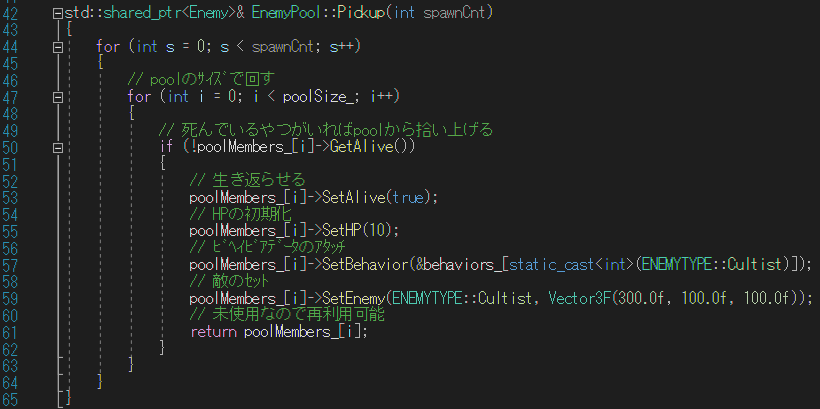 42 std::shared_ptr<Enemy>& EnemyPool::Pickup(int spawnCnt)
43 {
44 for (int s = 0; s < spawnCnt; s++)
45 {
46 // poolのｻｲｽﾞで回す
47 for (int i = 0; i < poolSize_; i++)
48 {
49 // 死んでいるやつがいればpoolから拾い上げる
50 if (!poolMembers_[i]->GetAlive())
51 {
52 // 生き返らせる
53 poolMembers_[i]->SetAlive(true);
54 // HPの初期化
55 poolMembers_[i]->SetHP(10);
56 // ﾋﾞﾍｲﾋﾞｱﾃﾞｰﾀのｱﾀｯﾁ
57 poolMembers_[i]->SetBehavior(&behaviors_[static_cast<int>(ENEMYTYPE::Cultist)]);
58 // 敵のｾｯﾄ
59 poolMembers_[i]->SetEnemy(ENEMYTYPE::Cultist, Vector3F(300.0f, 100.0f, 100.0f));
60 // 未使用なので再利用可能
61 return poolMembers_[i];
62 }
63 }
64 }
65 }